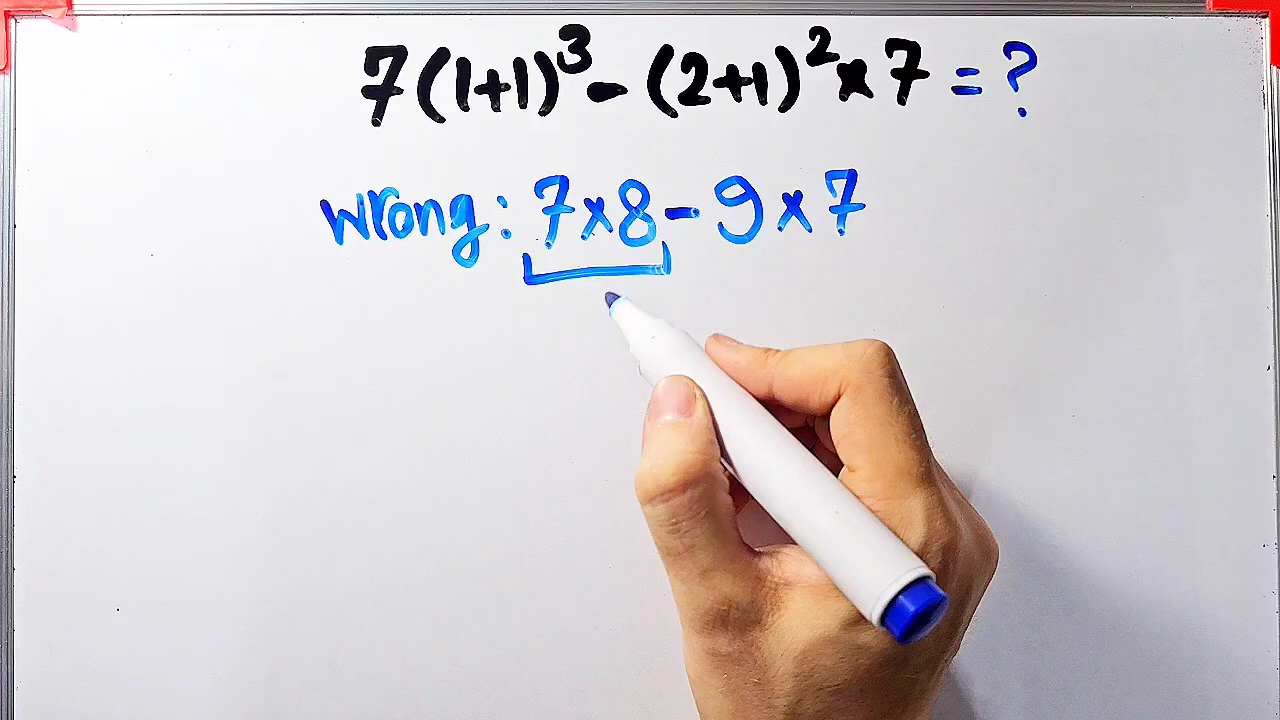 7(1+1)³ - (2+1)² × 7 = ?
wrong: 7×8 - 9×7